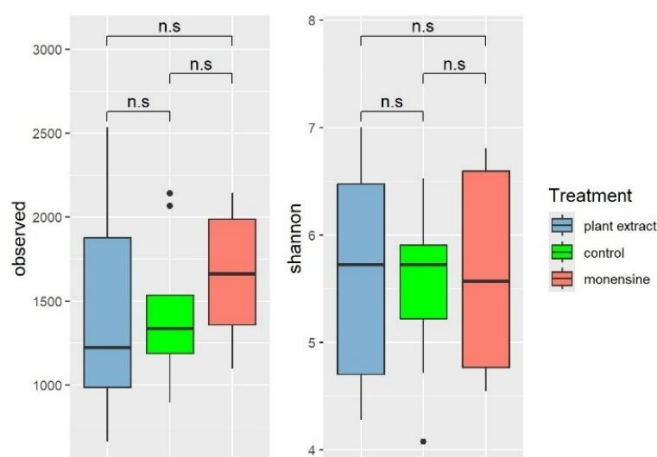 observed
3000
2500
2000
1500
1000
n.s
n.s
n.s
shannon
8
7
6
5
4
n.s
n.s
n.s
Treatment
plant extract
control
monensine